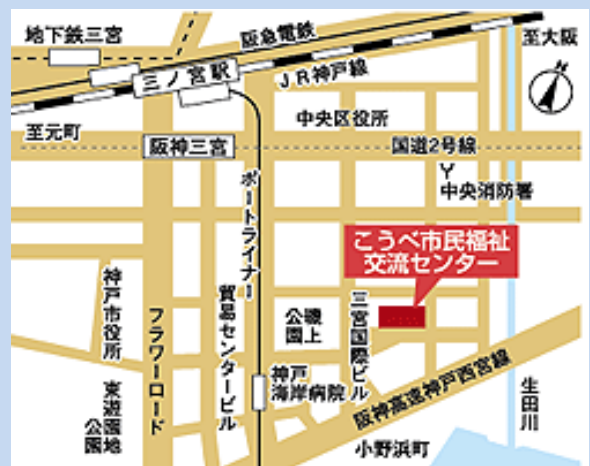 地下鉄三宮
阪急電鉄
至大阪
三ノ宮駅
JR神戸線
至元町
中央区役所
阪神三宮
国道2号線
Y
中央消防署
ポートライナー
こうべ市民福祉
交流センター
神戸市役所
フラワーロード
貿易センタービル
磯上
公園
三宮国際ビル
神戸
海岸病院
阪神高速神戸西宮線
生田川
東遊園地
公園
小野浜町